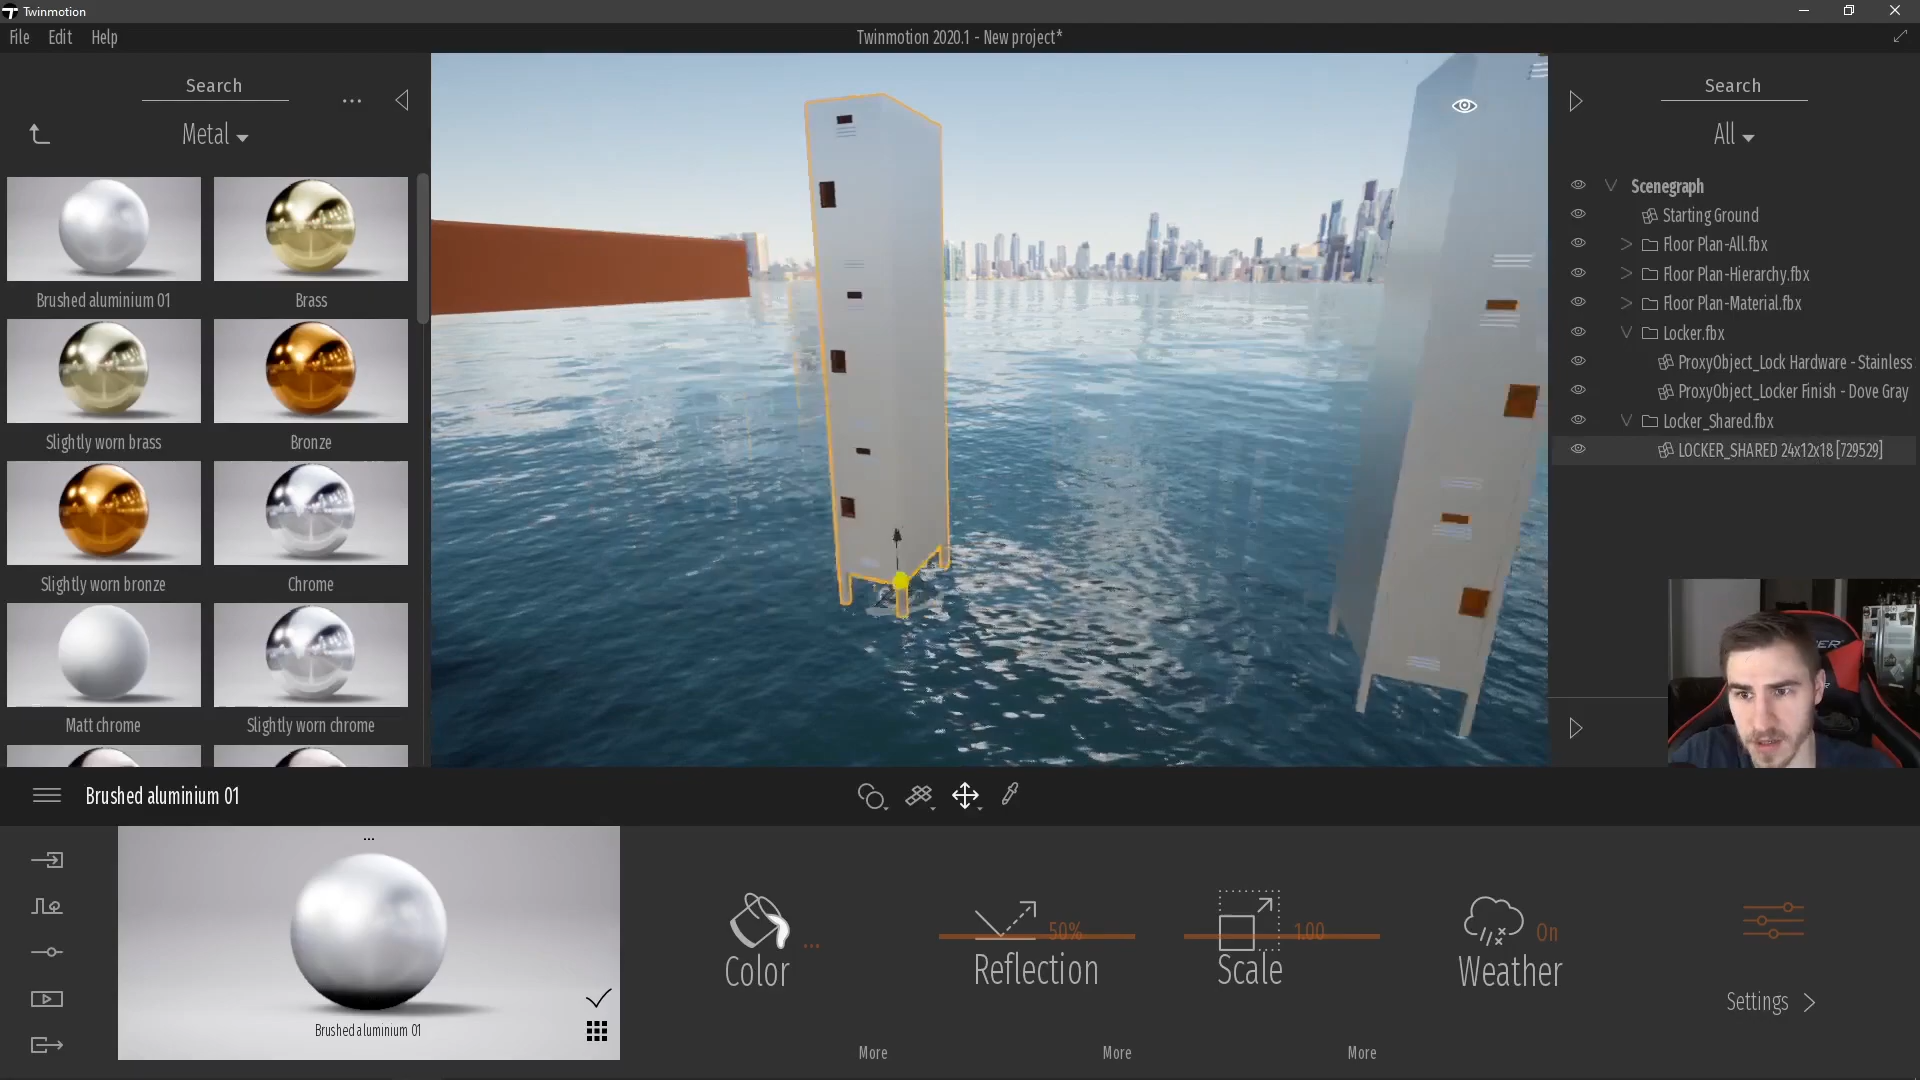 Twinmotion
File Edit Help
Twinmotion 2020.1 - New project*
Search
...
Metal
Brushed aluminium 01
Brass
Slightly worn brass
Bronze
Slightly worn bronze
Chrome
Matt chrome
Slightly worn chrome
Search
All
Scenegraph
Starting Ground
Floor Plan-All.fbx
Floor Plan-Hierarchy.fbx
Floor Plan-Material.fbx
Locker.fbx
ProxyObject_Lock Hardware - Stainless
ProxyObject_Locker Finish - Dove Gray
Locker_Shared.fbx
LOCKER_SHARED 24x12x18 [729529]
Brushed aluminium 01
...
Brushed aluminium 01
Color
...
50%
Reflection
1.00
Scale
On
Weather
Settings
More
More
More